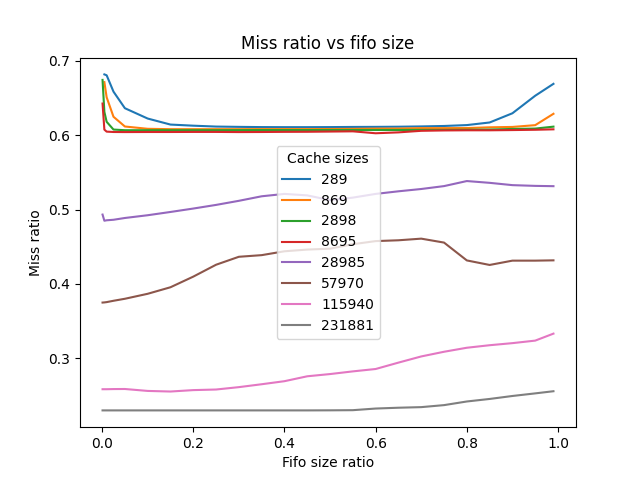 Miss ratio vs fifo size
0.7
0.6
0.5
0.4
0.3
Miss ratio
Cache sizes
289
869
2898
8695
28985
57970
115940
231881
0.0 0.2 0.4 0.6 0.8 1.0
Fifo size ratio